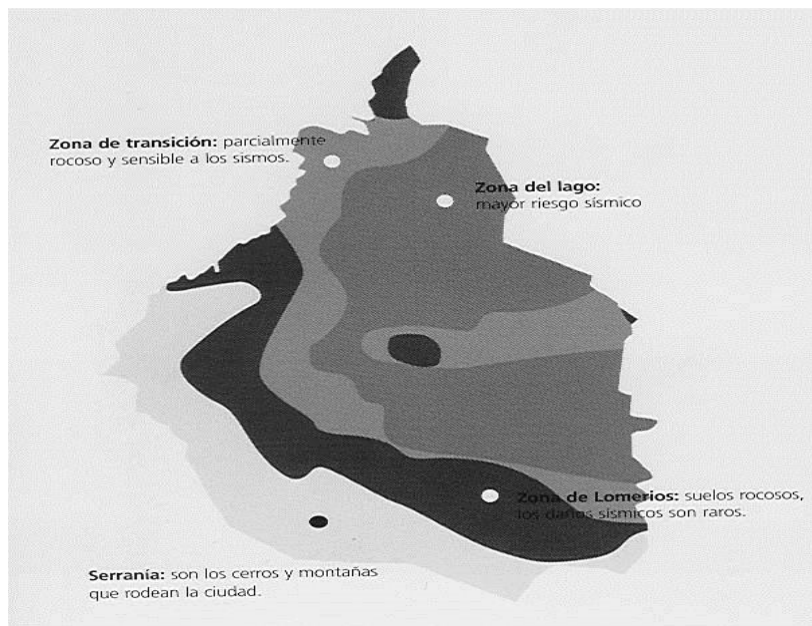 Zona de transición: parcialmente
rocoso y sensible a los sismos.
Zona del lago:
mayor riesgo sísmico
Zona de Lomerios: suelos rocosos,
los daños sísmicos son raros.
Serranía: son los cerros y montañas
que rodean la ciudad.